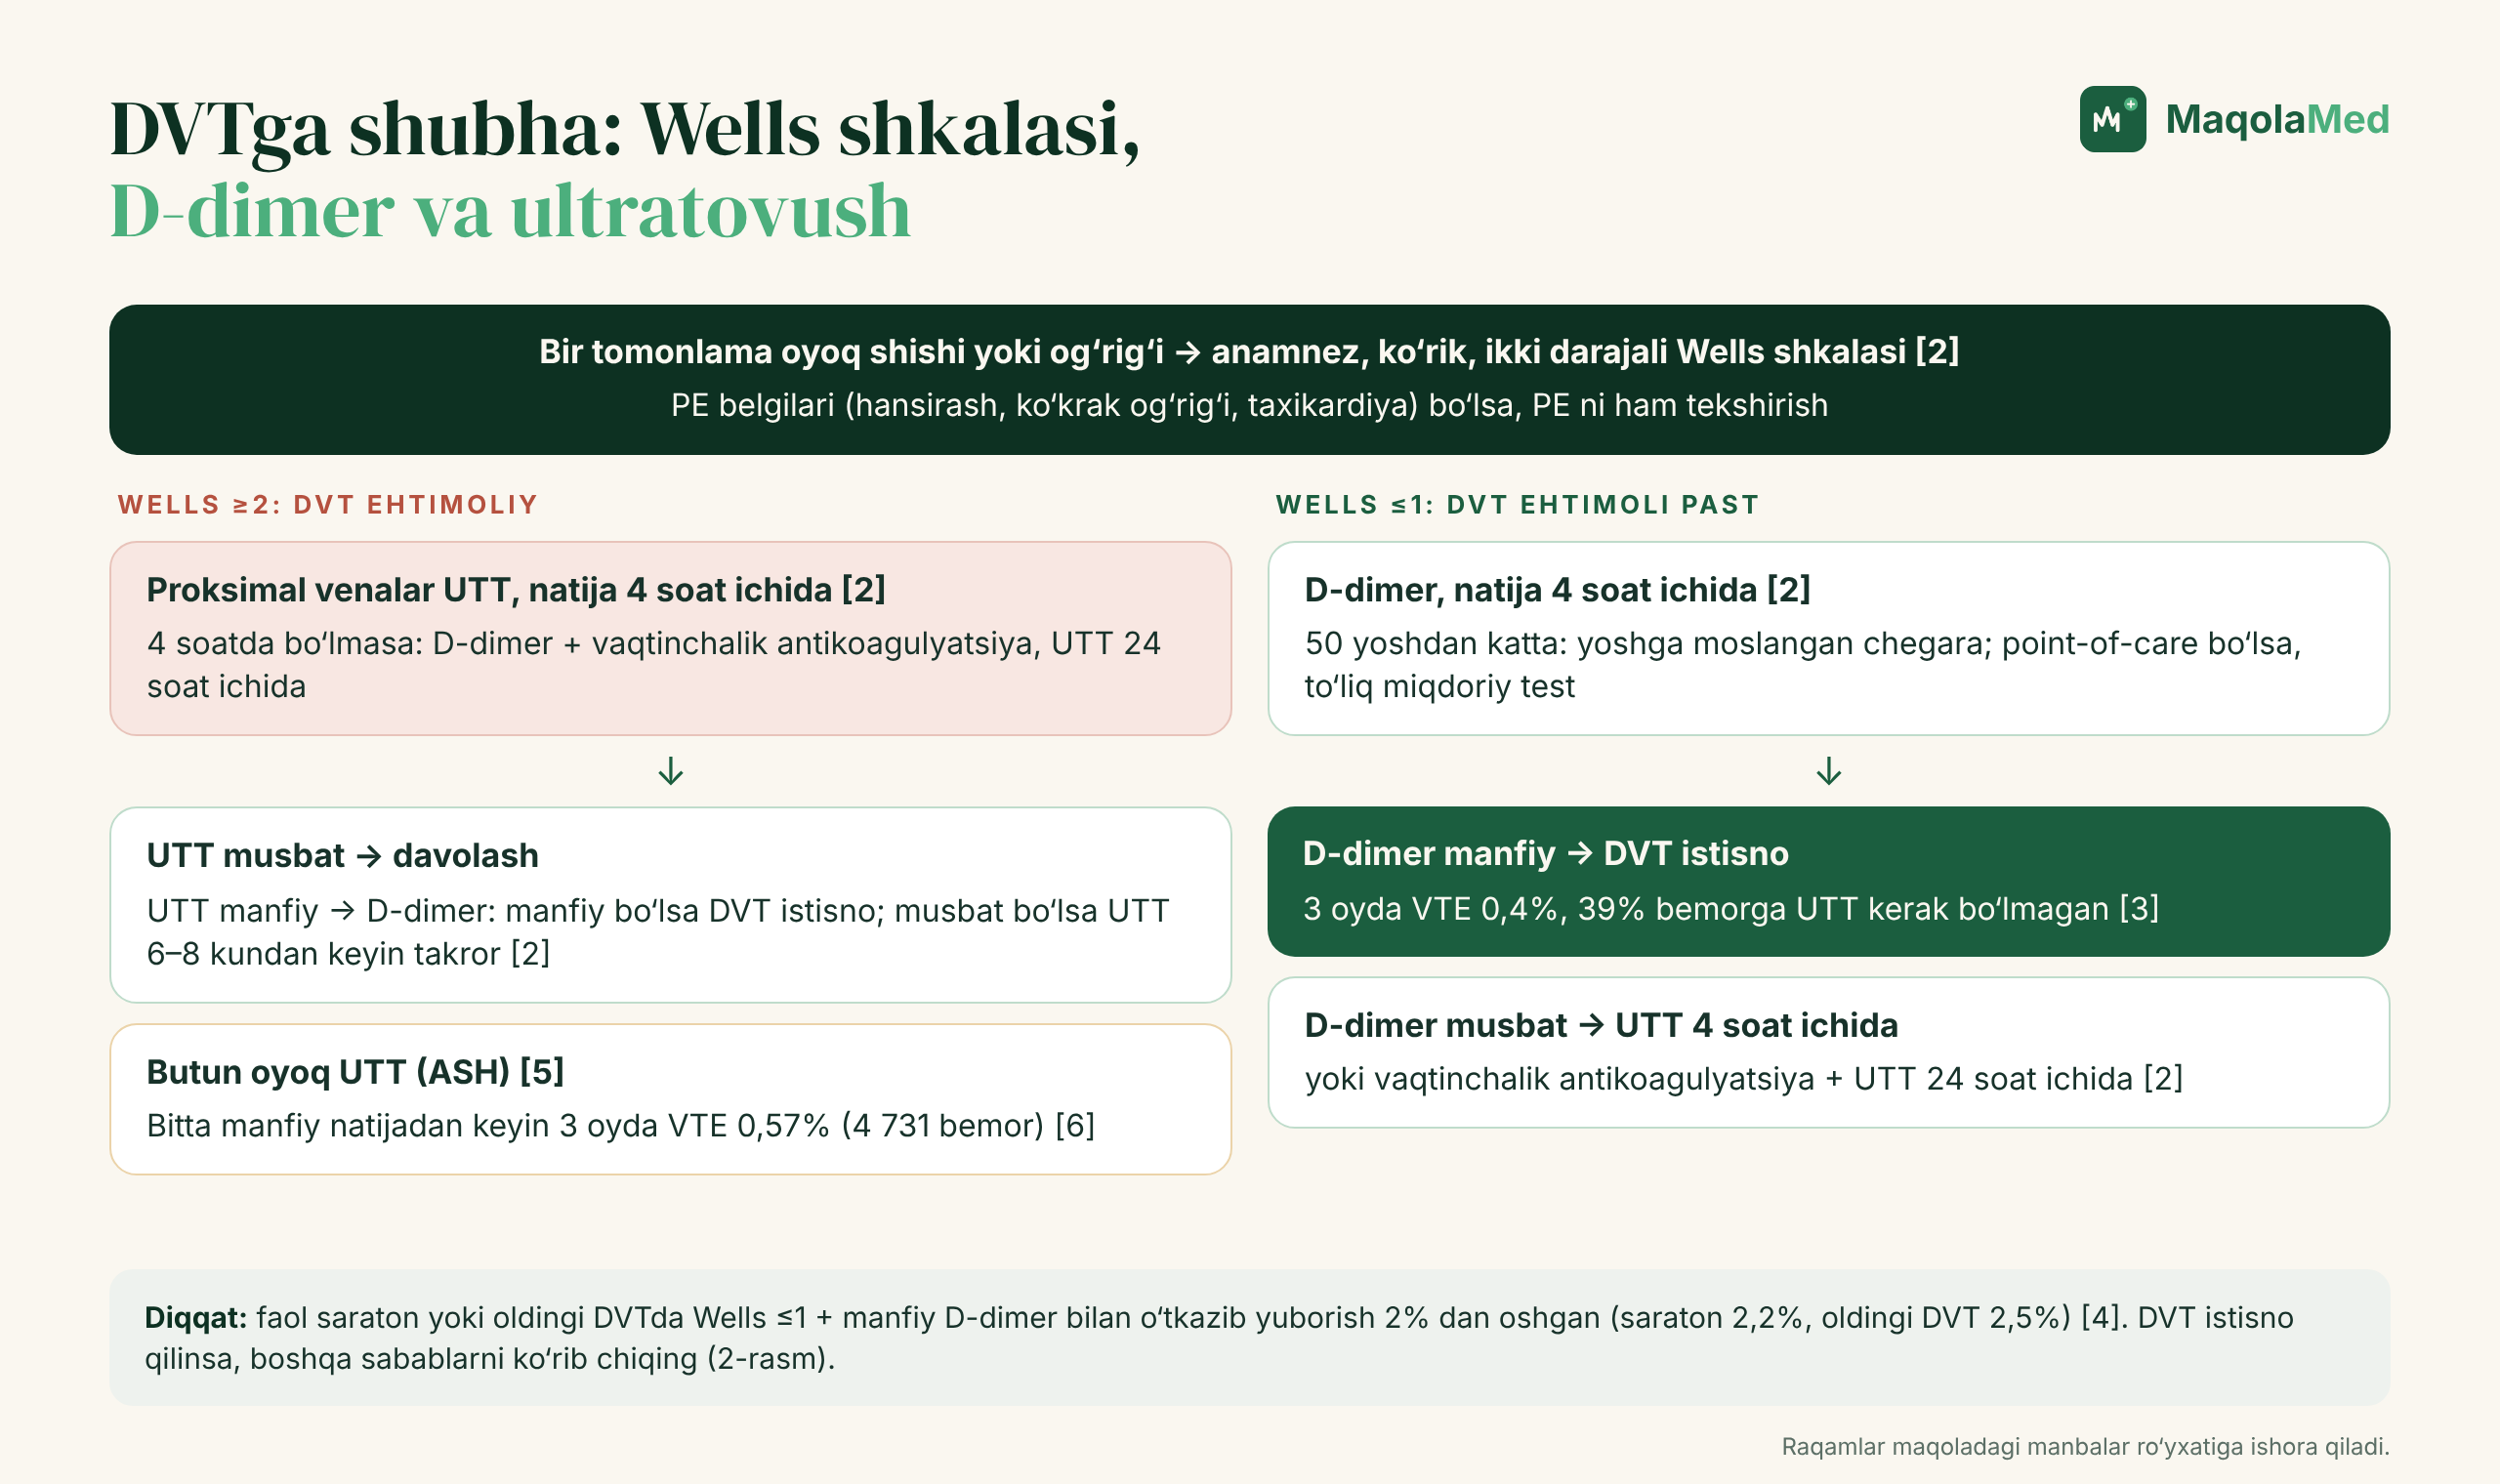 DVTga shubha: Wells shkalasi,
D-dimer va ultratovush
MaqolaMed
Bir tomonlama oyoq shishi yoki og‘rig‘i → anamnez, ko‘rik, ikki darajali Wells shkalasi [2]
PE belgilari (hansirash, ko‘krak og‘rig‘i, taxikardiya) bo‘lsa, PE ni ham tekshirish
WELLS ≥2: DVT EHTIMOLIY
Proksimal venalar UTT, natija 4 soat ichida [2]
4 soatda bo‘lmasa: D-dimer + vaqtinchalik antikoagulyatsiya, UTT 24
soat ichida
↓
UTT musbat → davolash
UTT manfiy → D-dimer: manfiy bo‘lsa DVT istisno; musbat bo‘lsa UTT
6–8 kundan keyin takror [2]
Butun oyoq UTT (ASH) [5]
Bitta manfiy natijadan keyin 3 oyda VTE 0,57% (4 731 bemor) [6]
WELLS ≤1: DVT EHTIMOLI PAST
D-dimer, natija 4 soat ichida [2]
50 yoshdan katta: yoshga moslangan chegara; point-of-care bo‘lsa,
to‘liq miqdoriy test
↓
D-dimer manfiy → DVT istisno
3 oyda VTE 0,4%, 39% bemorga UTT kerak bo‘lmagan [3]
D-dimer musbat → UTT 4 soat ichida
yoki vaqtinchalik antikoagulyatsiya + UTT 24 soat ichida [2]
Diqqat: faol saraton yoki oldingi DVTda Wells ≤1 + manfiy D-dimer bilan o‘tkazib yuborish 2% dan oshgan (saraton 2,2%, oldingi DVT 2,5%) [4]. DVT istisno
qilinsa, boshqa sabablarni ko‘rib chiqing (2-rasm).
Raqamlar maqoladagi manbalar ro‘yxatiga ishora qiladi.